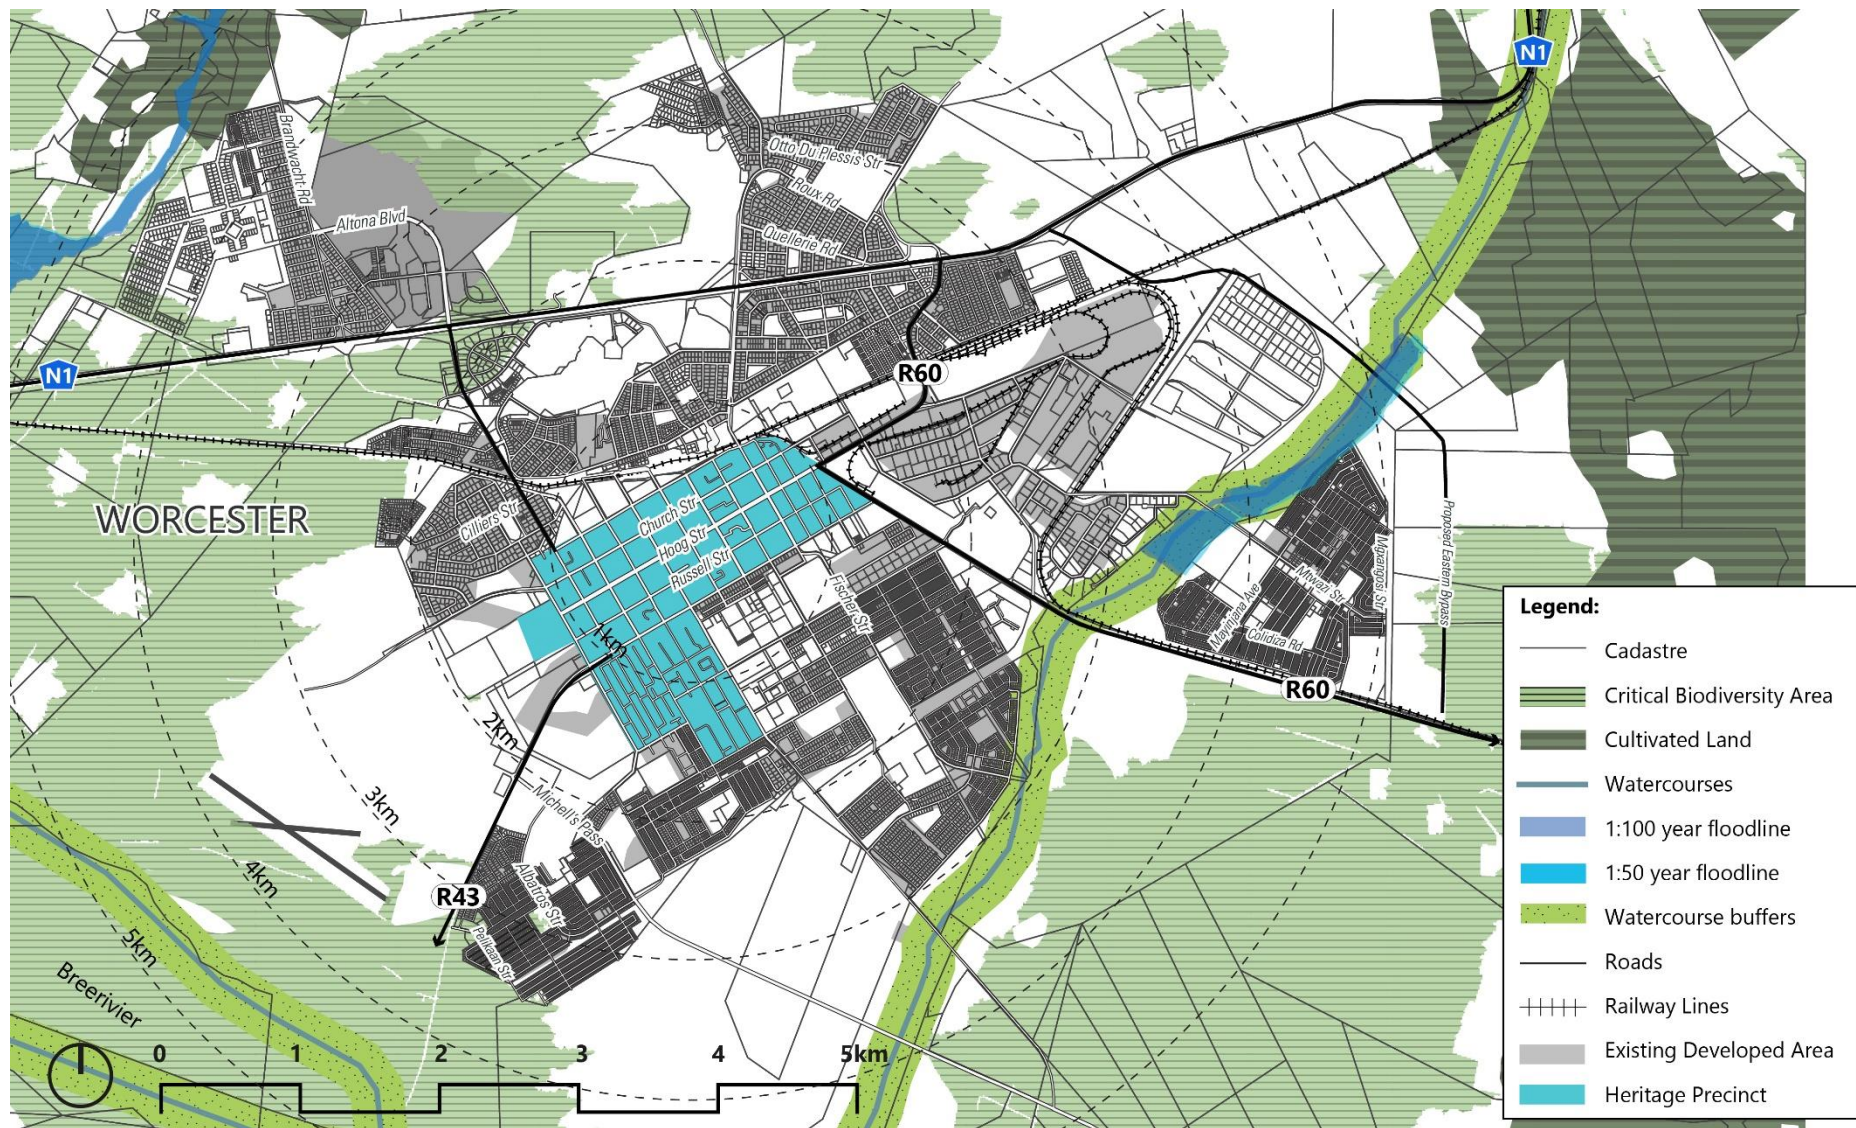 N1
Brandwacht Rd
Otto Du Plessis Str
Roux Rd
Altona Blvd
Quellerie Rd
N1
R60
WORCESTER
Cilliers Str
Church Str
Hoog Str
Russell Str
Fischer Str
Proposed Eastern Bypass
Mgxangosi Str
Mtwazi Str
Mayinjana Ave
Colidiza Rd
1km
R60
2km
3km
Michell's Pass
4km
R43
Albatros Str
Pelikaan Str
5km
Breerivier
0 1 2 3 4 5km
Legend:
Cadastre
Critical Biodiversity Area
Cultivated Land
Watercourses
1:100 year floodline
1:50 year floodline
Watercourse buffers
Roads
Railway Lines
Existing Developed Area
Heritage Precinct